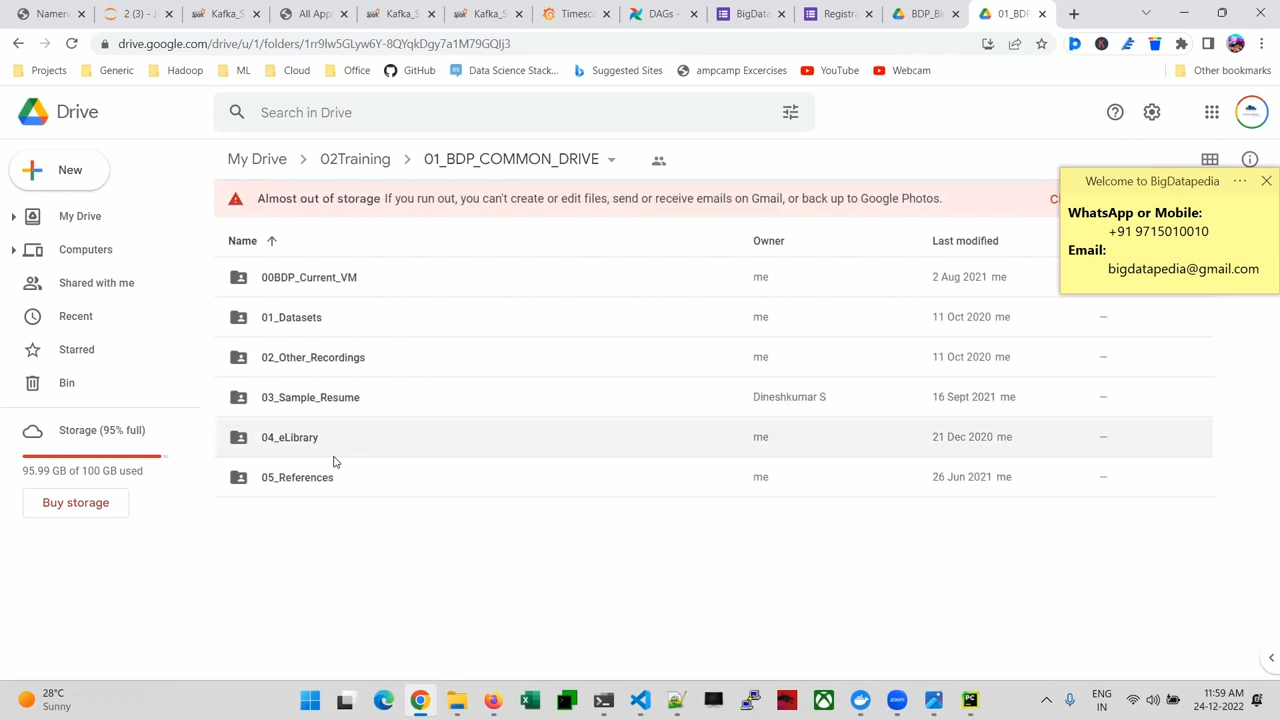 Namen
2 (3) - J
Kafka_S
All Appl
Kafka_S
Kafka_S
Timesc
DAGs -
BigData
Registra
BDP_Big
01_BDP
drive.google.com/drive/u/1/folders/1rr9lw5GLyw6Y-8QYqkDgy7a1M79GQIj3
Projects
Generic
Hadoop
ML
Cloud
Office
GitHub
Data Science Stack...
Suggested Sites
ampcamp Excercises
YouTube
Webcam
Other bookmarks
Drive
Search in Drive
New
My Drive
Computers
Shared with me
Recent
Starred
Bin
Storage (95% full)
95.99 GB of 100 GB used
Buy storage
My Drive > 02Training > 01_BDP_COMMON_DRIVE
Almost out of storage If you run out, you can't create or edit files, send or receive emails on Gmail, or back up to Google Photos.
Name Owner Last modified
00BDP_Current_VM me 2 Aug 2021 me
01_Datasets me 11 Oct 2020 me —
02_Other_Recordings me 11 Oct 2020 me —
03_Sample_Resume Dineshkumar S 16 Sept 2021 me —
04_eLibrary me 21 Dec 2020 me —
05_References me 26 Jun 2021 me —
Welcome to BigDatapedia
WhatsApp or Mobile:
+91 9715010010
Email:
bigdatapedia@gmail.com
28°C
Sunny
ENG
IN
11:59 AM
24-12-2022